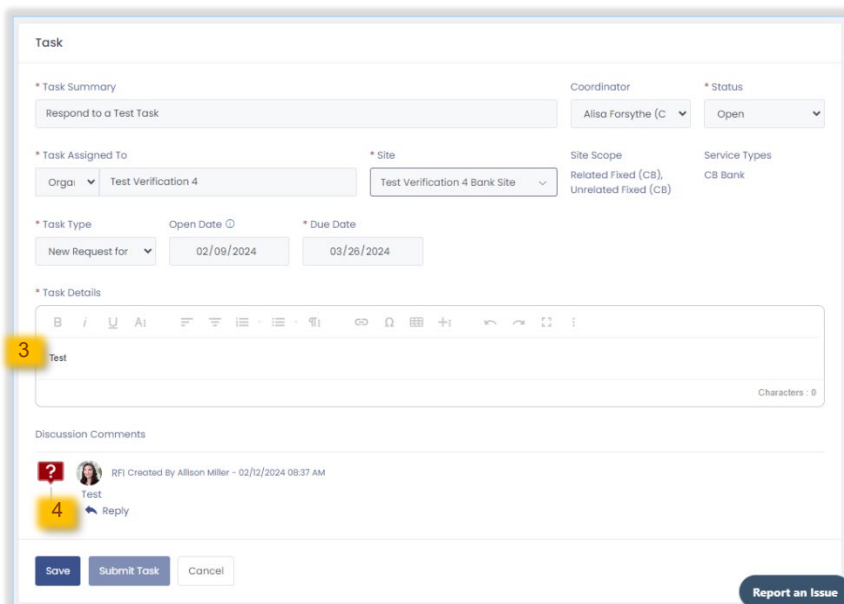 Task
* Task Summary
Coordinator
* Status
Respond to a Test Task
Alisa Forsythe (C
Open
* Task Assigned To
* Site
Site Scope
Service Types
Orga
Test Verification 4
Test Verification 4 Bank Site
Related Fixed (CB),
Unrelated Fixed (CB)
CB Bank
* Task Type
Open Date
* Due Date
New Request for
02/09/2024
03/26/2024
* Task Details
3
Test
Characters : 0
Discussion Comments
?
RFI Created By Allison Miller - 02/12/2024 08:37 AM
Test
4
Reply
Save
Submit Task
Cancel
Report an Issue